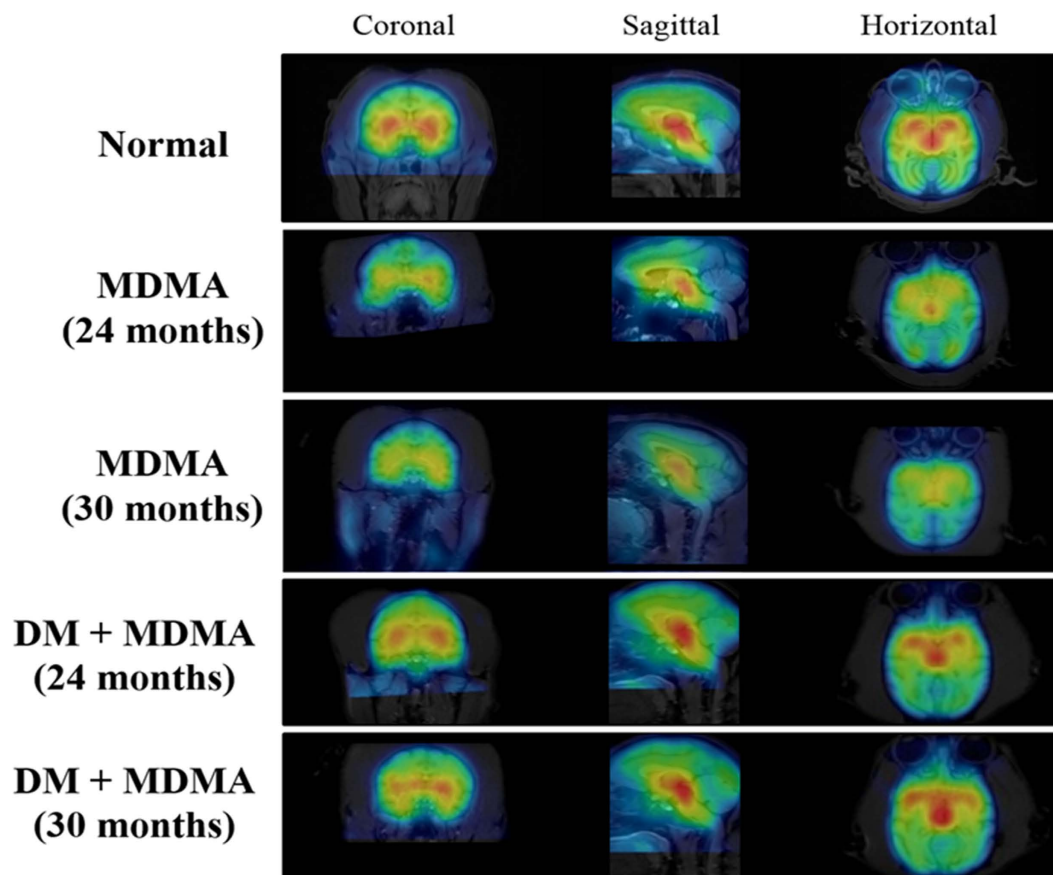 Coronal Sagittal Horizontal
Normal
MDMA
(24 months)
MDMA
(30 months)
DM + MDMA
(24 months)
DM + MDMA
(30 months)